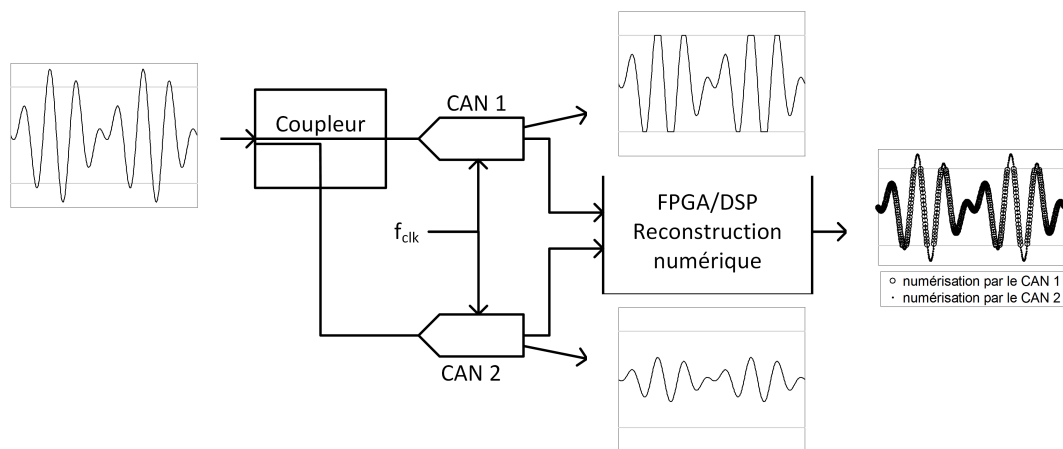 Coupleur
CAN 1
f_clk
CAN 2
FPGA/DSP
Reconstruction
numérique
numérisation par le CAN 1
numérisation par le CAN 2